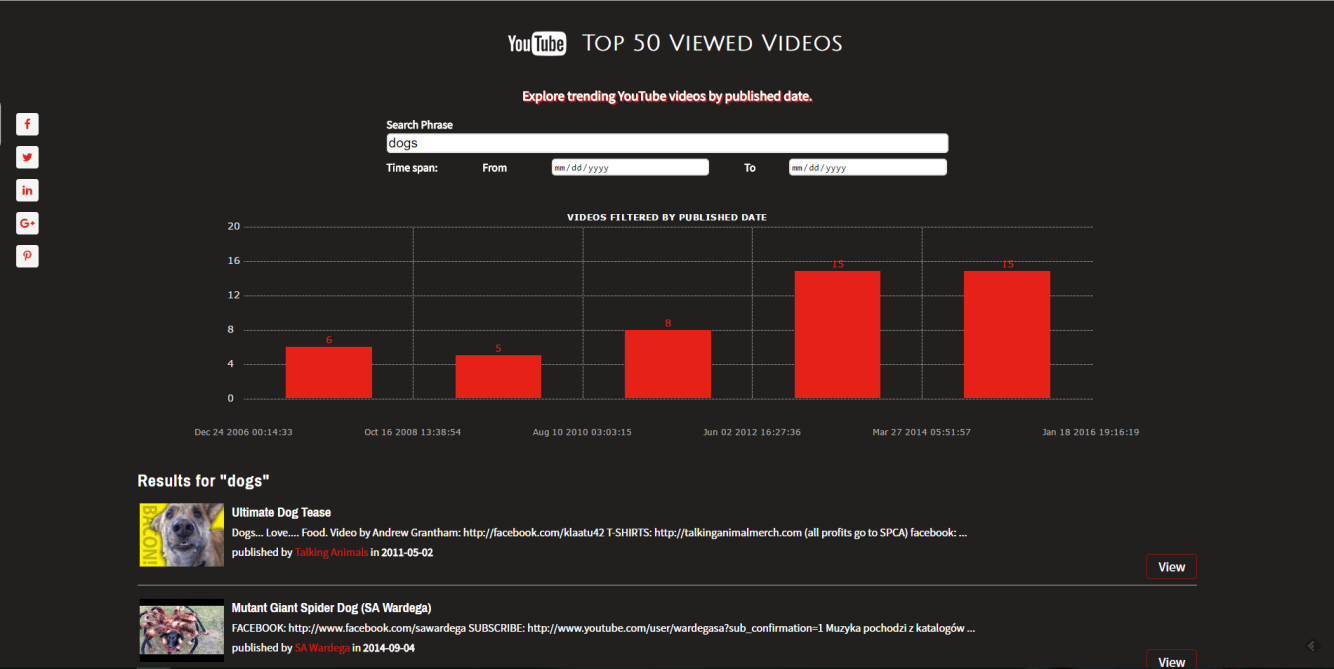 YouTube Top 50 Viewed Videos
Explore trending YouTube videos by published date.
Search Phrase
dogs
Time span: From mm/dd/yyyy To mm/dd/yyyy
VIDEOS FILTERED BY PUBLISHED DATE
20
16
12
8
4
0
6 5 8 15 15
Dec 24 2006 00:14:33 Oct 16 2008 13:38:54 Aug 10 2010 03:03:15 Jun 02 2012 16:27:36 Mar 27 2014 05:51:57 Jan 18 2016 19:16:19
Results for "dogs"
BACON!
Ultimate Dog Tease
Dogs... Love.... Food. Video by Andrew Grantham: http://facebook.com/klaatu42 T-SHIRTS: http://talkinganimalmerch.com (all profits go to SPCA) facebook: ...
published by Talking Animals in 2011-05-02
View
Mutant Giant Spider Dog (SA Wardega)
FACEBOOK: http://www.facebook.com/sawardega SUBSCRIBE: http://www.youtube.com/user/wardegasa?sub_confirmation=1 Muzyka pochodzi z katalogów ...
published by SA Wardega in 2014-09-04
View